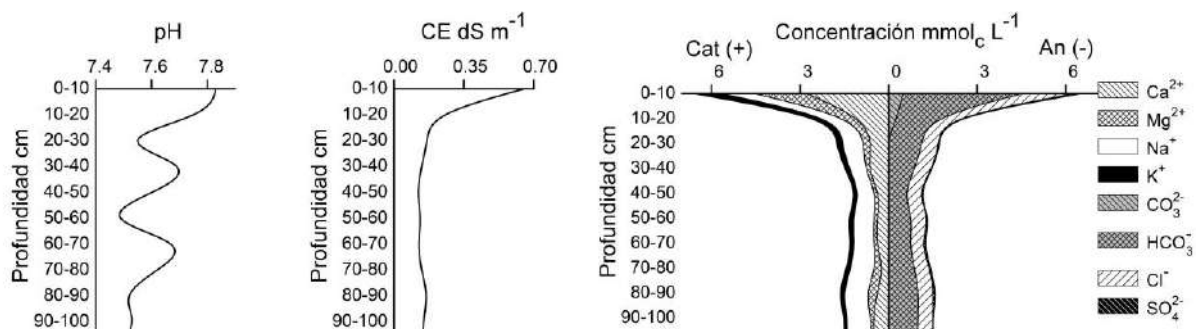 pH
7.4 7.6 7.8
Profundidad cm
0-10
10-20
20-30
30-40
40-50
50-60
60-70
70-80
80-90
90-100
CE dS m⁻¹
0.00 0.35 0.70
Profundidad cm
0-10
10-20
20-30
30-40
40-50
50-60
60-70
70-80
80-90
90-100
Concentración mmol_c L⁻¹
Cat (+) An (-)
6 3 0 3 6
Profundidad cm
0-10
10-20
20-30
30-40
40-50
50-60
60-70
70-80
80-90
90-100
Ca²⁺
Mg²⁺
Na⁺
K⁺
CO₃²⁻
HCO₃⁻
Cl⁻
SO₄²⁻